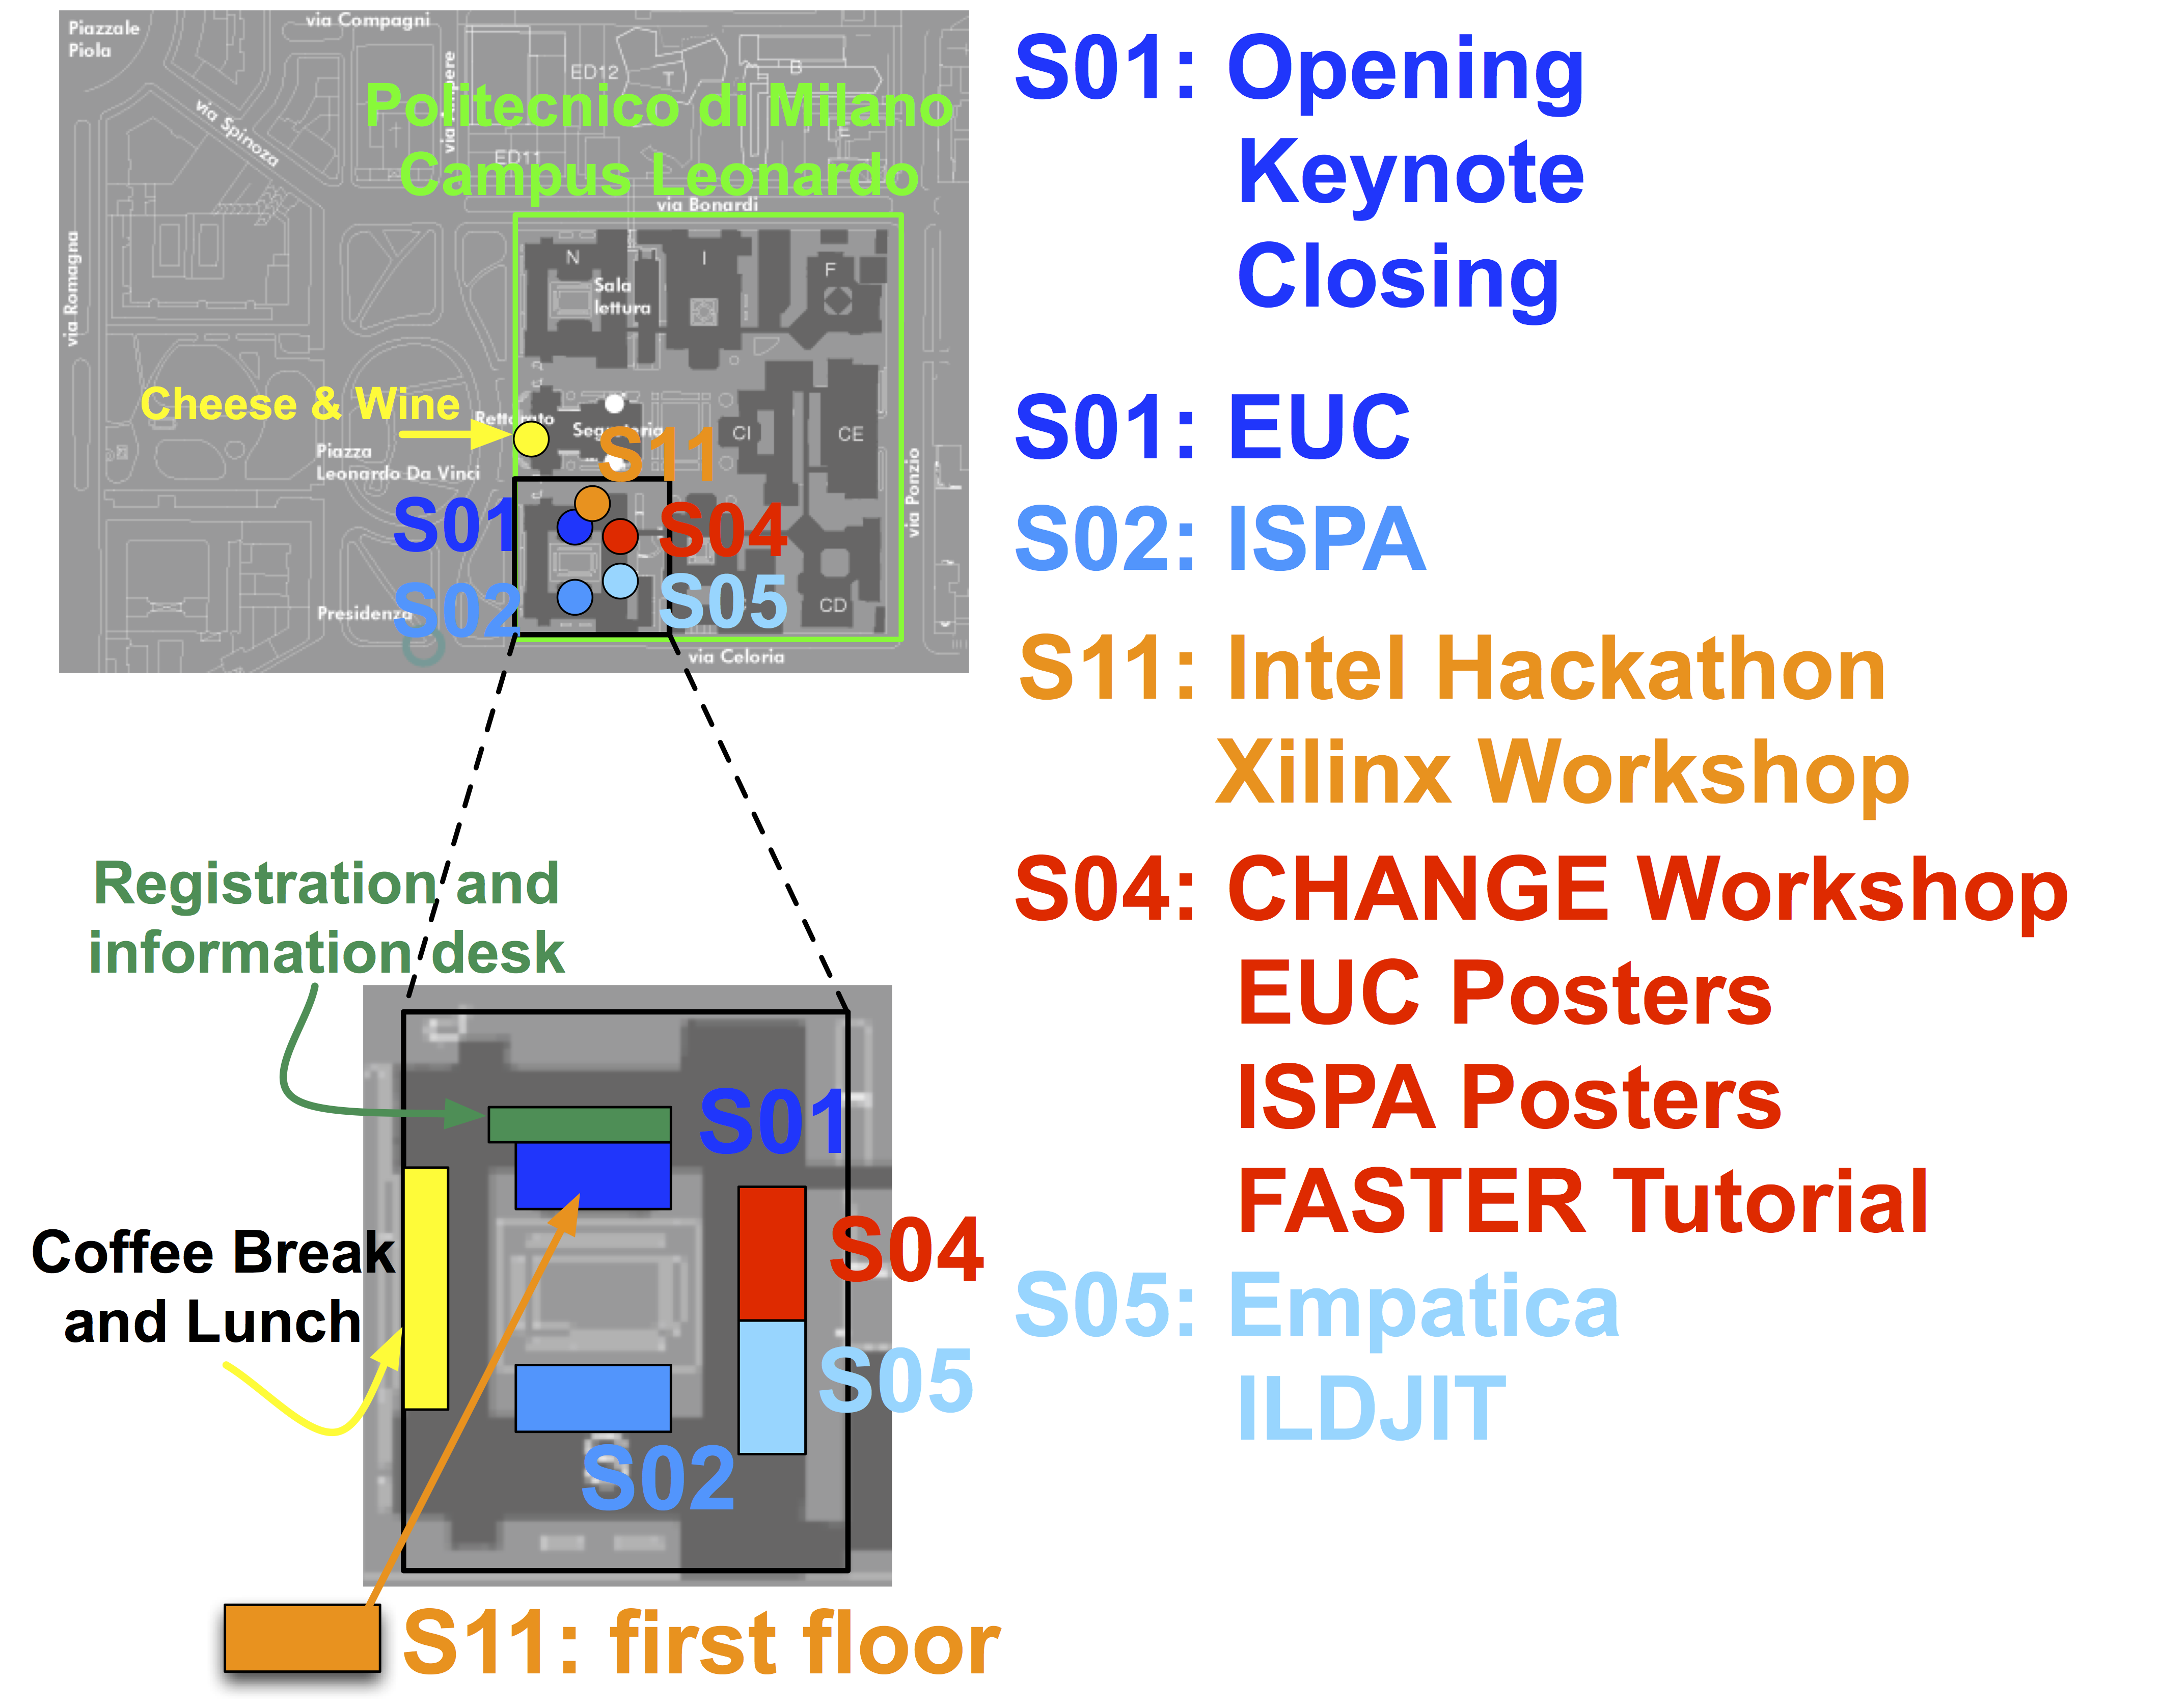 Piazzale
Piola
via Compagni
via Ampere
via Spinoza
ED12
T
B
Politecnico di Milano
ED11
E
Campus Leonardo
via Bonardi
via Romagna
N
I
F
Sala
lettura
Cheese & Wine
Rettorato
Segreteria
S11
CI
CE
Piazza
Leonardo Da Vinci
via Ponzio
S01
S04
S02
S05
Presidenza
CD
via Celoria
Registration and
information desk
S01
Coffee Break
and Lunch
S04
S05
S02
S11: first floor
S01: Opening
Keynote
Closing
S01: EUC
S02: ISPA
S11: Intel Hackathon
Xilinx Workshop
S04: CHANGE Workshop
EUC Posters
ISPA Posters
FASTER Tutorial
S05: Empatica
ILDJIT